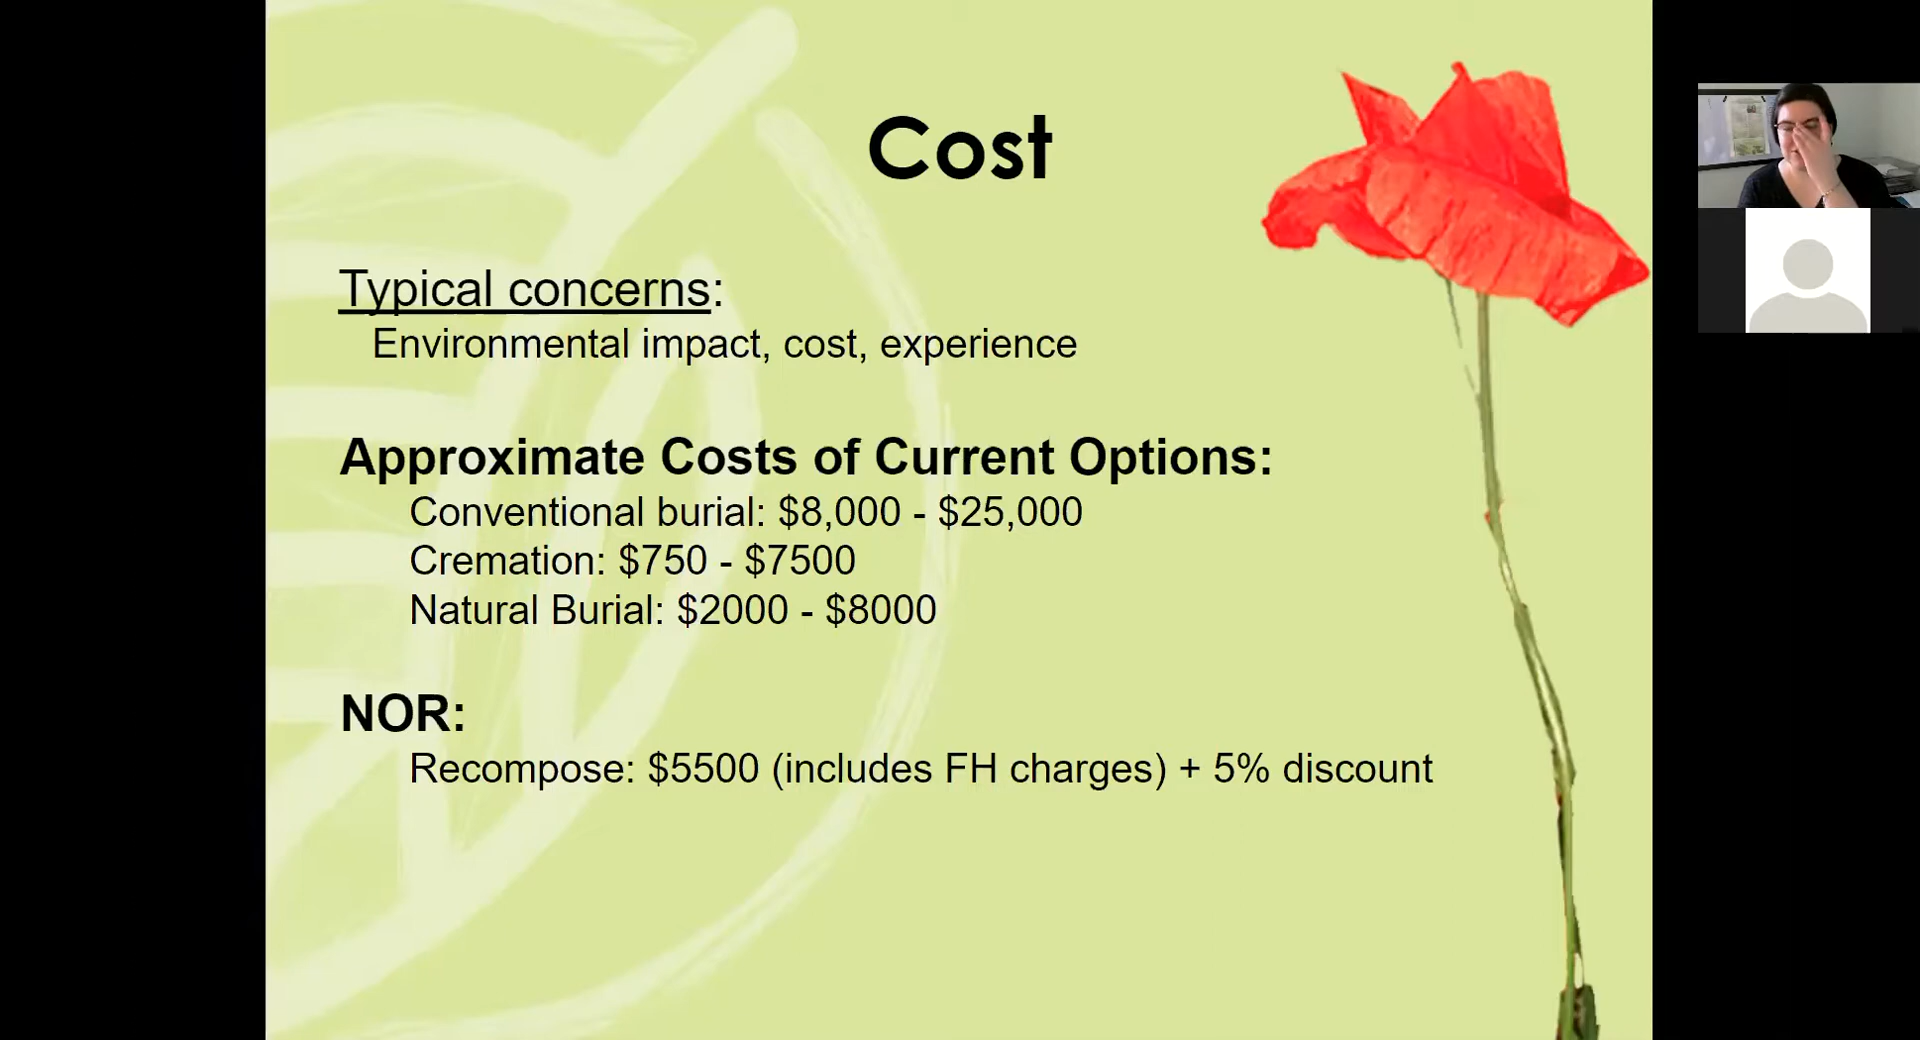 Cost
Typical concerns:
Environmental impact, cost, experience
Approximate Costs of Current Options:
Conventional burial: $8,000 - $25,000
Cremation: $750 - $7500
Natural Burial: $2000 - $8000
NOR:
Recompose: $5500 (includes FH charges) + 5% discount